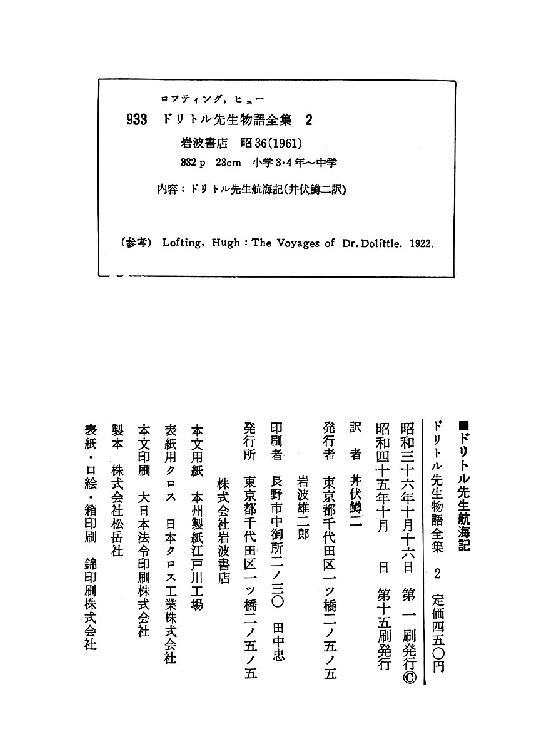 ロフティング，ヒュー
933 ドリトル先生物語全集 2
岩波書店 昭36(1961)
332p 23cm 小学3・4年～中学
内容：ドリトル先生航海記(井伏鱒二訳)
(参考) Lofting, Hugh : The Voyages of Dr. Dolittle. 1922.
■ドリトル先生航海記
ドリトル先生物語全集 2 定価四五〇円
昭和三十六年十月十六日 第一刷発行©
昭和四十五年十月 日 第十五刷発行
訳者 井伏鱒二
発行者 東京都千代田区一ツ橋二ノ五ノ五
岩波雄二郎
印刷者 長野市中御所二ノ三〇 田中忠
発行所 東京都千代田区一ツ橋二ノ五ノ五
株式会社岩波書店
本文用紙 本州製紙江戸川工場
表紙用クロス 日本クロス工業株式会社
本文印刷 大日本法令印刷株式会社
製本 株式会社松岳社
表紙・口絵・箱印刷 錦印刷株式会社